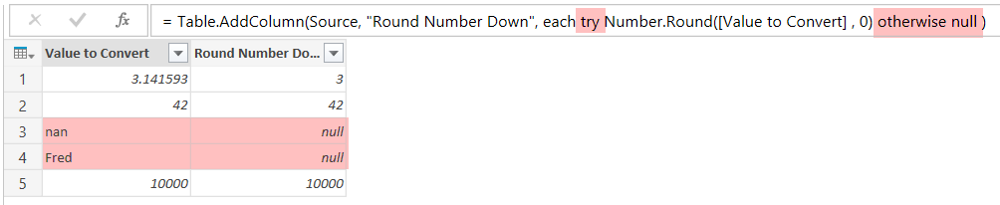 fx = Table.AddColumn(Source, "Round Number Down", each try Number.Round([Value to Convert] , 0) otherwise null )
Value to Convert Round Number Do...
1 3.141593 3
2 42 42
3 nan null
4 Fred null
5 10000 10000